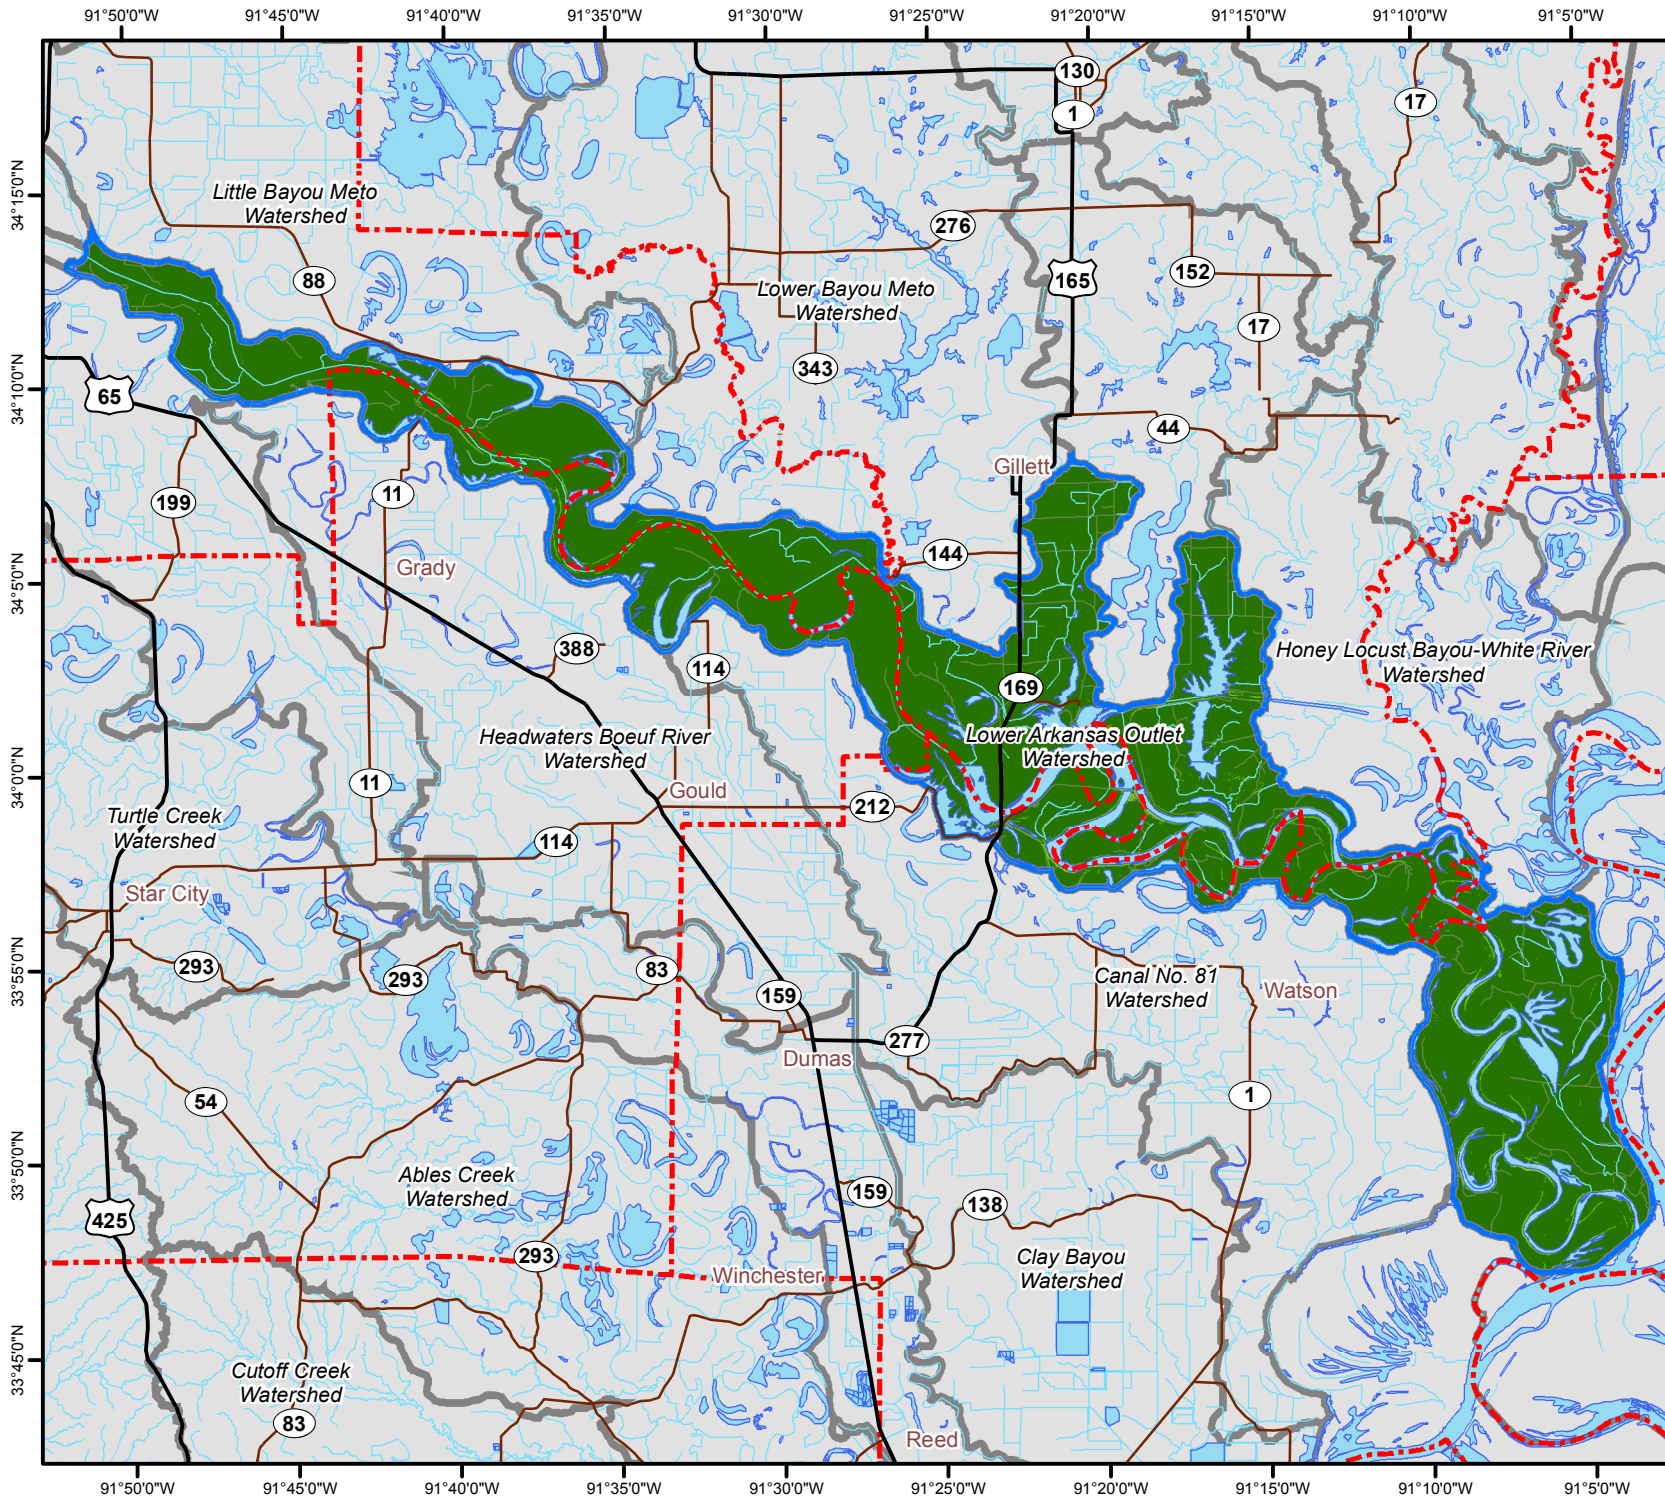 91°50'0"W 91°45'0"W 91°40'0"W 91°35'0"W 91°30'0"W 91°25'0"W 91°20'0"W 91°15'0"W 91°10'0"W 91°5'0"W
130
17
1
34°15'0"N
Little Bayou Meto
Watershed
276
88
165
152
Lower Bayou Meto
Watershed
17
343
34°10'0"N
65
44
Gillett
199
11
144
Grady
34°5'0"N
388
114
Honey Locust Bayou-White River
Watershed
169
Headwaters Boeuf River
Watershed
Lower Arkansas Outlet
Watershed
34°0'0"N
11
Gould
212
Turtle Creek
Watershed
114
Star City
293
293
83
33°55'0"N
159
Canal No. 81
Watershed
Watson
277
Dumas
54
1
33°50'0"N
Ables Creek
Watershed
159
138
425
293
Clay Bayou
Watershed
Winchester
33°45'0"N
Cutoff Creek
Watershed
83
Reed
91°50'0"W 91°45'0"W 91°40'0"W 91°35'0"W 91°30'0"W 91°25'0"W 91°20'0"W 91°15'0"W 91°10'0"W 91°5'0"W